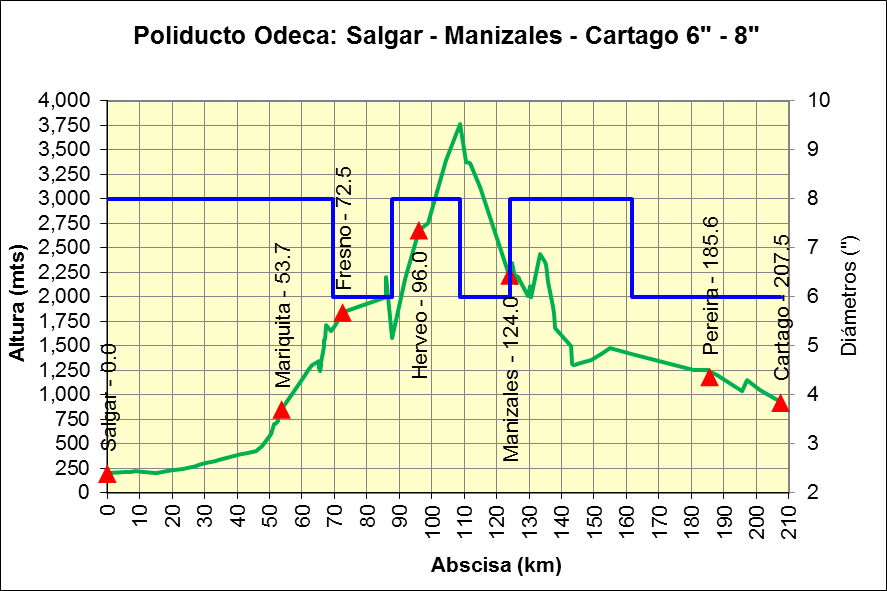 Poliducto Odeca: Salgar - Manizales - Cartago 6" - 8"
Altura (mts)
4,000
3,750
3,500
3,250
3,000
2,750
2,500
2,250
2,000
1,750
1,500
1,250
1,000
750
500
250
0
Salgar - 0.0
Mariquita - 53.7
Fresno - 72.5
Herveo - 96.0
Manizales - 124.0
Pereira - 185.6
Cartago - 207.5
10
9
8
7
6
5
4
3
2
Diámetros (")
0 10 20 30 40 50 60 70 80 90 100 110 120 130 140 150 160 170 180 190 200 210
Abscisa (km)